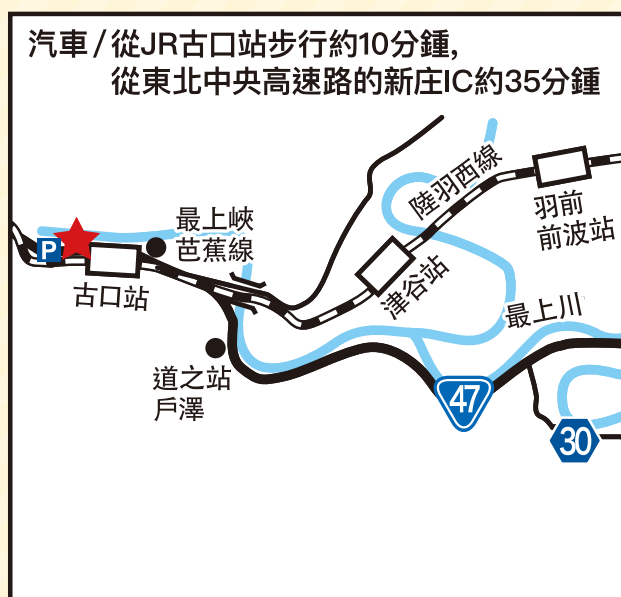 汽車/從JR古口站步行約10分鍾,
從東北中央高速路的新庄IC約35分鍾
陸羽西線
羽前
前波站
最上峽
芭蕉線
P
古口站
津谷站
最上川
道之站
戶澤
47
30